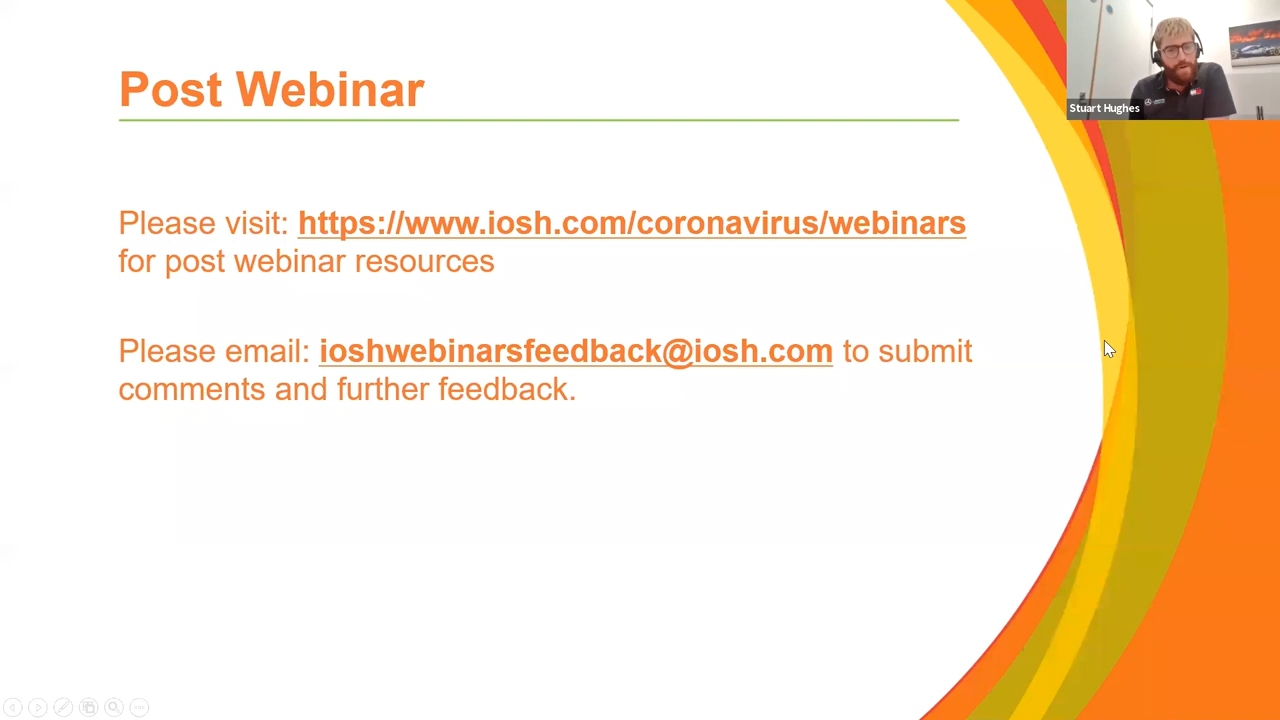 Post Webinar
Stuart Hughes
Please visit: https://www.iosh.com/coronavirus/webinars
for post webinar resources
Please email: ioshwebinarsfeedback@iosh.com to submit
comments and further feedback.